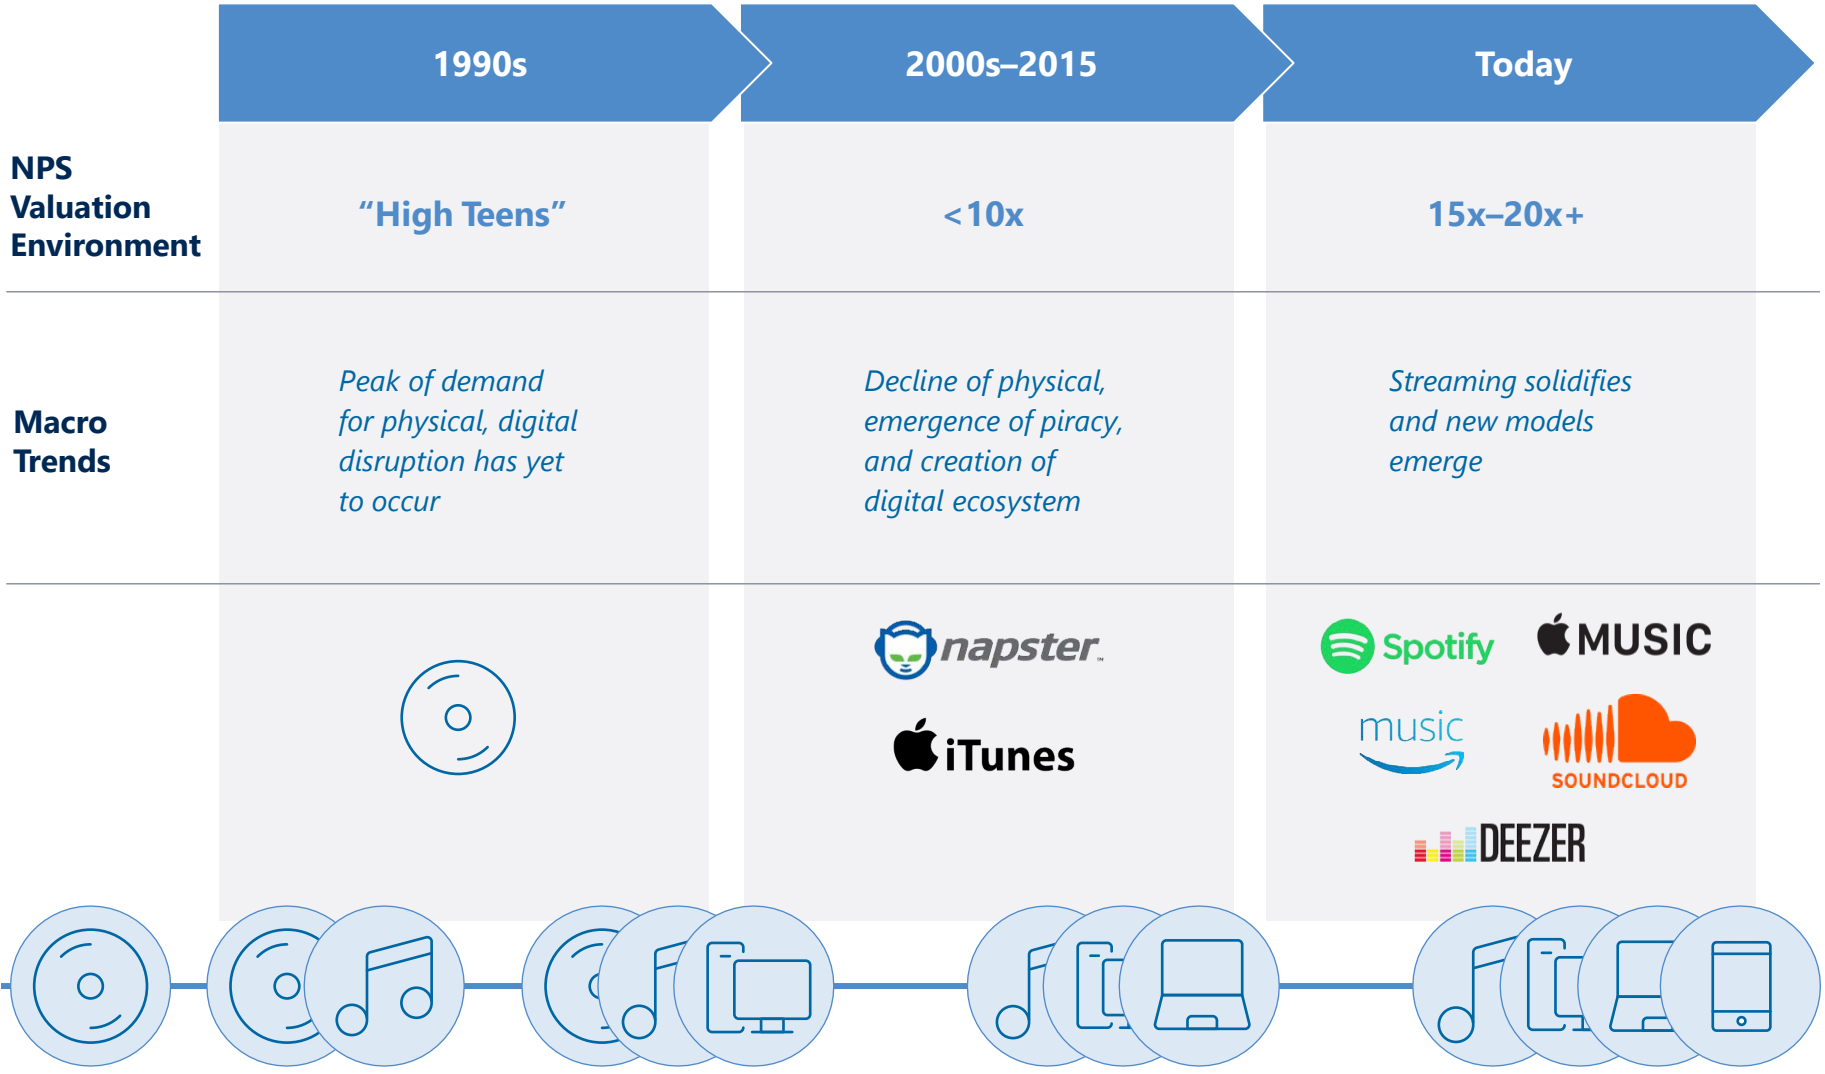 1990s
2000s–2015
Today
NPS
Valuation
Environment
“High Teens”
<10x
15x–20x+
Macro
Trends
Peak of demand
for physical, digital
disruption has yet
to occur
Decline of physical,
emergence of piracy,
and creation of
digital ecosystem
Streaming solidifies
and new models
emerge
napster™
iTunes
Spotify
MUSIC
music
SOUNDCLOUD
DEEZER